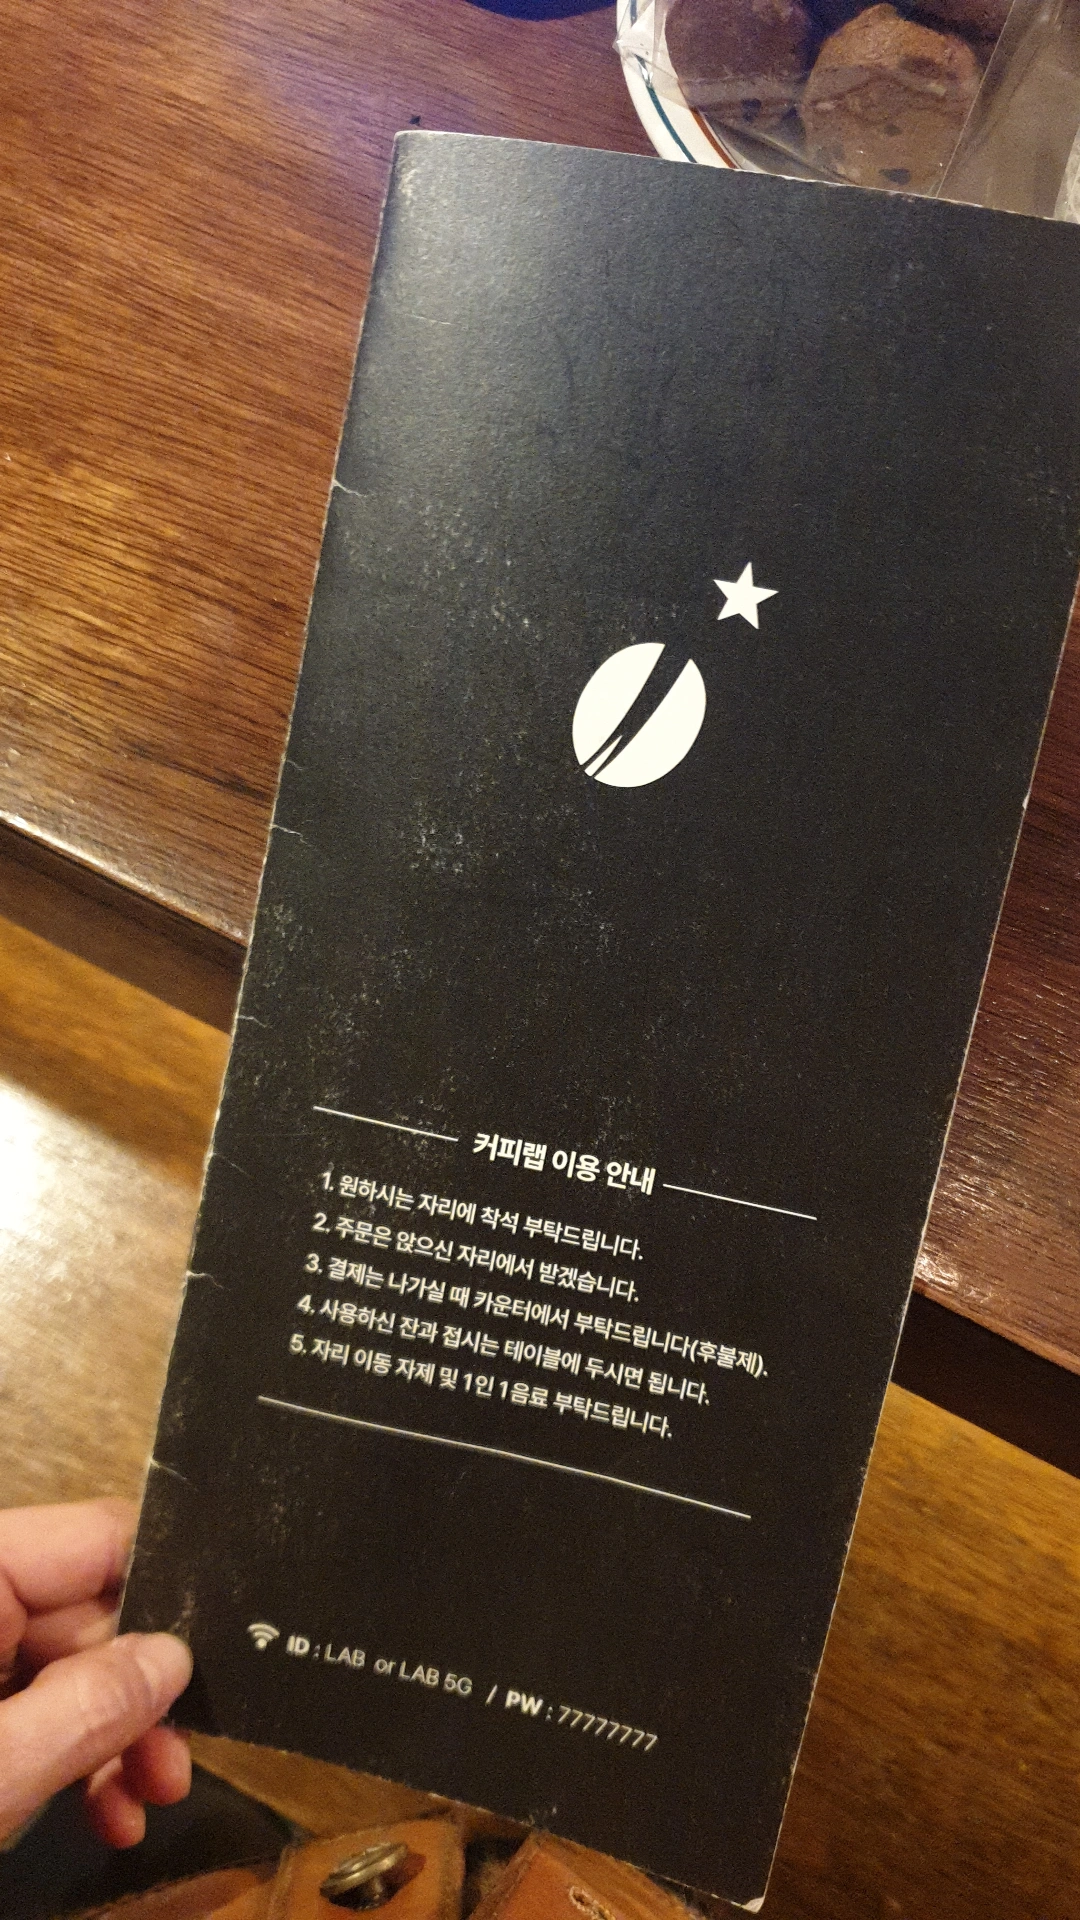 커피랩 이용 안내
1. 원하시는 자리에 착석 부탁드립니다.
2. 주문은 앉으신 자리에서 받겠습니다.
3. 결제는 나가실 때 카운터에서 부탁드립니다(후불제).
4. 사용하신 잔과 접시는 테이블에 두시면 됩니다.
5. 자리 이동 자제 및 1인 1음료 부탁드립니다.
ID : LAB or LAB 5G / PW : 77777777